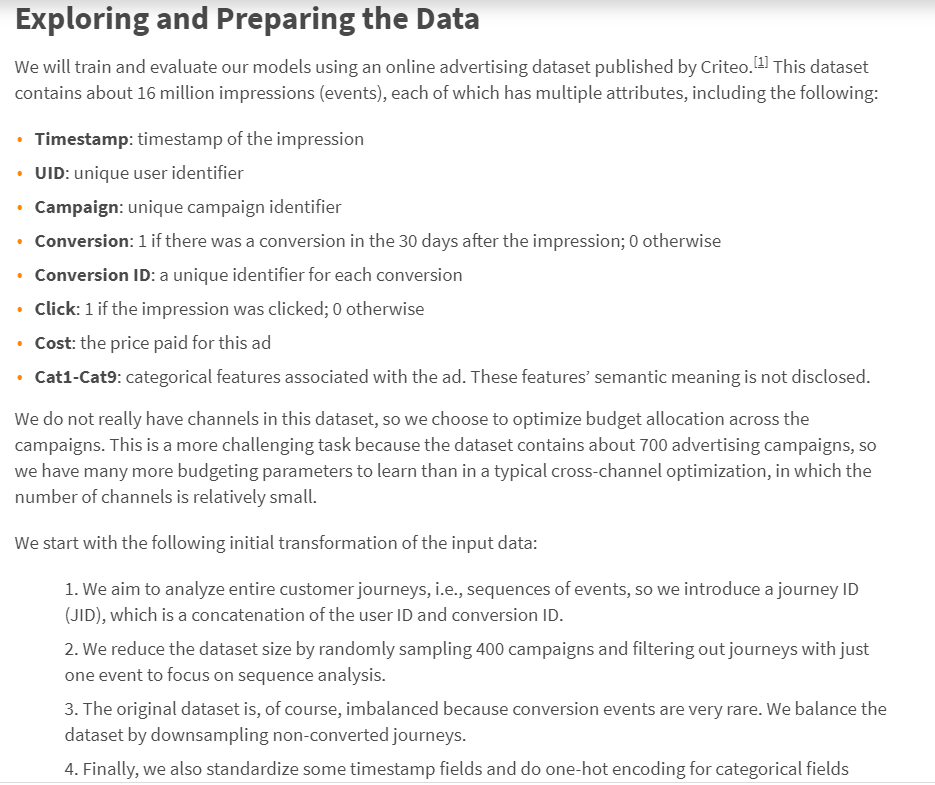 Exploring and Preparing the Data
We will train and evaluate our models using an online advertising dataset published by Criteo.[1] This dataset
contains about 16 million impressions (events), each of which has multiple attributes, including the following:
• Timestamp: timestamp of the impression
• UID: unique user identifier
• Campaign: unique campaign identifier
• Conversion: 1 if there was a conversion in the 30 days after the impression; 0 otherwise
• Conversion ID: a unique identifier for each conversion
• Click: 1 if the impression was clicked; 0 otherwise
• Cost: the price paid for this ad
• Cat1-Cat9: categorical features associated with the ad. These features’ semantic meaning is not disclosed.
We do not really have channels in this dataset, so we choose to optimize budget allocation across the
campaigns. This is a more challenging task because the dataset contains about 700 advertising campaigns, so
we have many more budgeting parameters to learn than in a typical cross-channel optimization, in which the
number of channels is relatively small.
We start with the following initial transformation of the input data:
1. We aim to analyze entire customer journeys, i.e., sequences of events, so we introduce a journey ID
(JID), which is a concatenation of the user ID and conversion ID.
2. We reduce the dataset size by randomly sampling 400 campaigns and filtering out journeys with just
one event to focus on sequence analysis.
3. The original dataset is, of course, imbalanced because conversion events are very rare. We balance the
dataset by downsampling non-converted journeys.
4. Finally, we also standardize some timestamp fields and do one-hot encoding for categorical fields